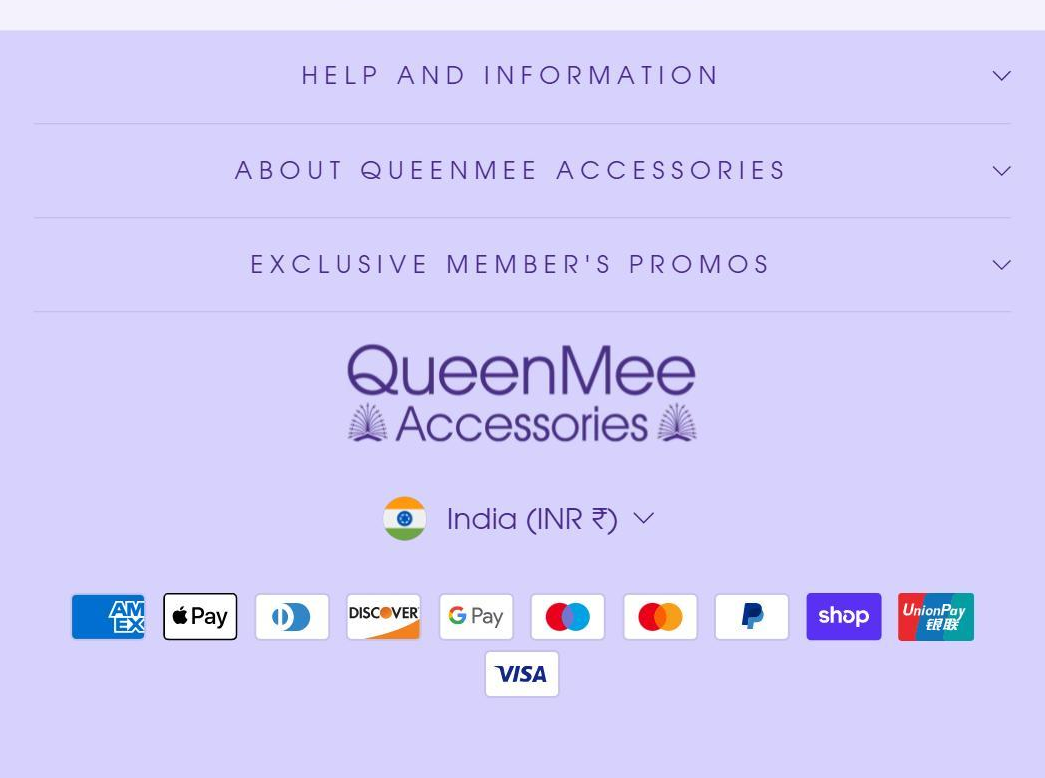 HELP AND INFORMATION
ABOUT QUEENMEE ACCESSORIES
EXCLUSIVE MEMBER'S PROMOS
QueenMee
Accessories
India (INR ₹)
AM
EX
Pay
DISCOVER
G Pay
shop
UnionPay
银联
VISA